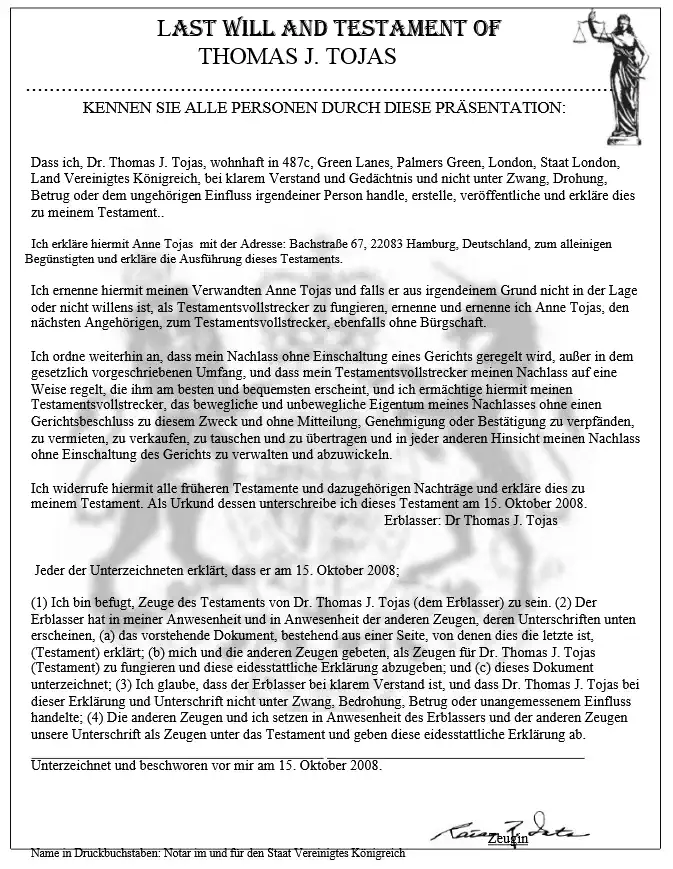 LAST WILL AND TESTAMENT OF
THOMAS J. TOJAS
KENNEN SIE ALLE PERSONEN DURCH DIESE PRÄSENTATION:
Dass ich, Dr. Thomas J. Tojas, wohnhaft in 487c, Green Lanes, Palmers Green, London, Staat London,
Land Vereinigtes Königreich, bei klarem Verstand und Gedächtnis und nicht unter Zwang, Drohung,
Betrug oder dem ungehörigen Einfluss irgendeiner Person handle, erstelle, veröffentliche und erkläre dies
zu meinem Testament..
Ich erkläre hiermit Anne Tojas mit der Adresse: Bachstraße 67, 22083 Hamburg, Deutschland, zum alleinigen
Begünstigten und erkläre die Ausführung dieses Testaments.
Ich ernenne hiermit meinen Verwandten Anne Tojas und falls er aus irgendeinem Grund nicht in der Lage
oder nicht willens ist, als Testamentsvollstrecker zu fungieren, ernenne und ernenne ich Anne Tojas, den
nächsten Angehörigen, zum Testamentsvollstrecker, ebenfalls ohne Bürgschaft.
Ich ordne weiterhin an, dass mein Nachlass ohne Einschaltung eines Gerichts geregelt wird, außer in dem
gesetzlich vorgeschriebenen Umfang, und dass mein Testamentsvollstrecker meinen Nachlass auf eine
Weise regelt, die ihm am besten und bequemsten erscheint, und ich ermächtige hiermit meinen
Testamentsvollstrecker, das bewegliche und unbewegliche Eigentum meines Nachlasses ohne einen
Gerichtsbeschluss zu diesem Zweck und ohne Mitteilung, Genehmigung oder Bestätigung zu verpfänden,
zu vermieten, zu verkaufen, zu tauschen und zu übertragen und in jeder anderen Hinsicht meinen Nachlass
ohne Einschaltung des Gerichts zu verwalten und abzuwickeln.
Ich widerrufe hiermit alle früheren Testamente und dazugehörigen Nachträge und erkläre dies zu
meinem Testament. Als Urkund dessen unterschreibe ich dieses Testament am 15. Oktober 2008.
Erblasser: Dr Thomas J. Tojas
Jeder der Unterzeichneten erklärt, dass er am 15. Oktober 2008;
(1) Ich bin befugt, Zeuge des Testaments von Dr. Thomas J. Tojas (dem Erblasser) zu sein. (2) Der
Erblasser hat in meiner Anwesenheit und in Anwesenheit der anderen Zeugen, deren Unterschriften unten
erscheinen, (a) das vorstehende Dokument, bestehend aus einer Seite, von denen dies die letzte ist,
(Testament) erklärt; (b) mich und die anderen Zeugen gebeten, als Zeugen für Dr. Thomas J. Tojas
(Testament) zu fungieren und diese eidesstattliche Erklärung abzugeben; und (c) dieses Dokument
unterzeichnet; (3) Ich glaube, dass der Erblasser bei klarem Verstand ist, und dass Dr. Thomas J. Tojas bei
dieser Erklärung und Unterschrift nicht unter Zwang, Bedrohung, Betrug oder unangemessenem Einfluss
handelte; (4) Die anderen Zeugen und ich setzen in Anwesenheit des Erblassers und der anderen Zeugen
unsere Unterschrift als Zeugen unter das Testament und geben diese eidesstattliche Erklärung ab.
Unterzeichnet und beschworen vor mir am 15. Oktober 2008.
Zeugin
Name in Druckbuchstaben: Notar im und für den Staat Vereinigtes Königreich